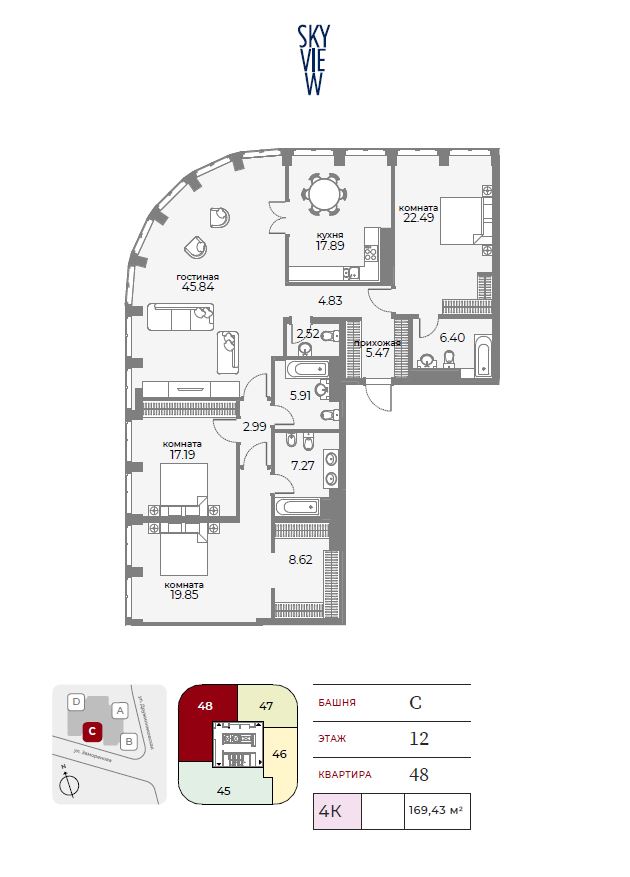 SKY
VIE
W
комната
22.49
кухня
17.89
гостиная
45.84
4.83
2.52
прихожая
5.47
6.40
5.91
2.99
комната
17.19
7.27
8.62
комната
19.85
D
A
C
B
ул. Двинцев
ул. Заморенова
N
48
47
46
45
БАШНЯ C
ЭТАЖ 12
КВАРТИРА 48
4К 169,43 м²